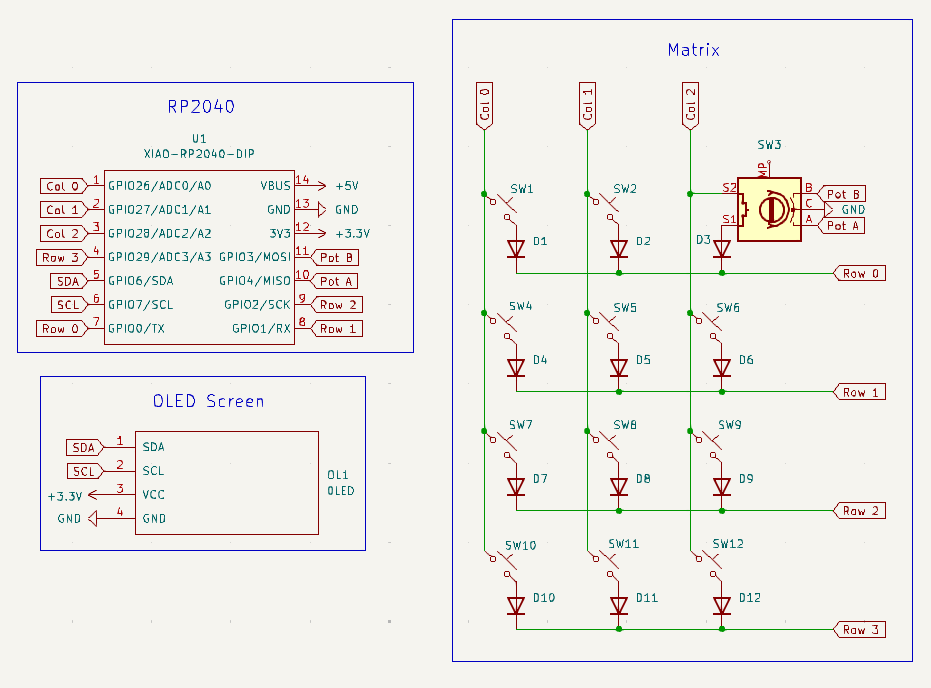 RP2040
U1
XIAO-RP2040-DIP
Col 0 1 GPIO26/ADC0/A0 VBUS 14 +5V
Col 1 2 GPIO27/ADC1/A1 GND 13 GND
Col 2 3 GPIO28/ADC2/A2 3V3 12 +3.3V
Row 3 4 GPIO29/ADC3/A3 GPIO3/MOSI 11 Pot B
SDA 5 GPIO6/SDA GPIO4/MISO 10 Pot A
SCL 6 GPIO7/SCL GPIO2/SCK 9 Row 2
Row 0 7 GPIO0/TX GPIO1/RX 8 Row 1
OLED Screen
SDA 1 SDA
SCL 2 SCL
+3.3V 3 VCC
GND 4 GND
OL1
OLED
Matrix
Col 0 Col 1 Col 2
SW3
MP
SW1 SW2 S2 B Pot B
C GND
S1 A Pot A
D1 D2 D3
Row 0
SW4 SW5 SW6
D4 D5 D6
Row 1
SW7 SW8 SW9
D7 D8 D9
Row 2
SW10 SW11 SW12
D10 D11 D12
Row 3